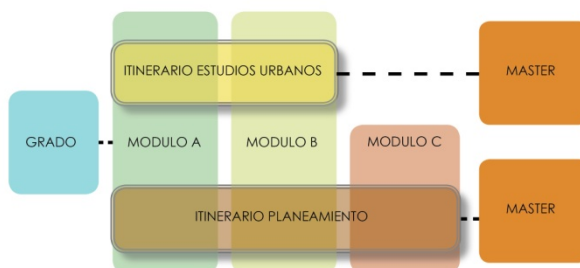 ITINERARIO ESTUDIOS URBANOS
MASTER
GRADO
MODULO A
MODULO B
MODULO C
ITINERARIO PLANEAMIENTO
MASTER